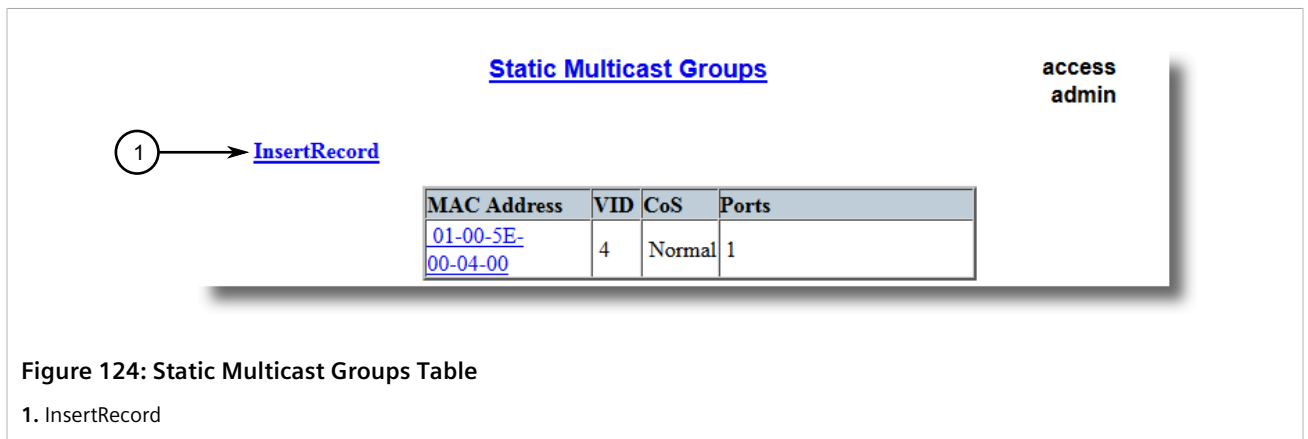 Static Multicast Groups
access
admin
1
InsertRecord
MAC Address VID CoS Ports
01-00-5E-
00-04-00 4 Normal 1
Figure 124: Static Multicast Groups Table
1. InsertRecord